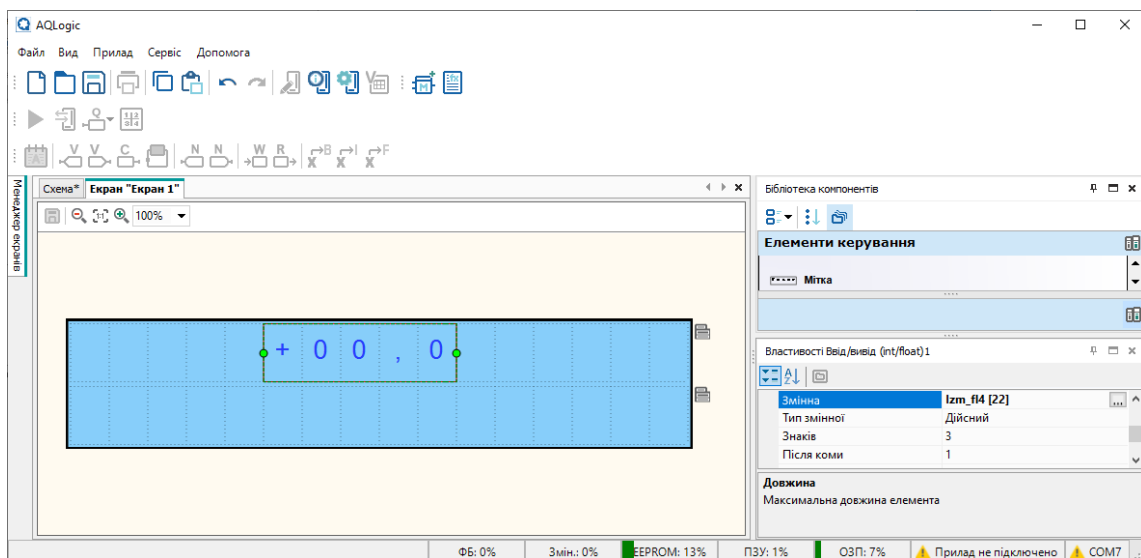 AQLogic
Файл Вид Прилад Сервіс Допомога
V V C N N W R B I F
Менеджер екранів
Схема* Екран "Екран 1"
100%
+ 0 0 , 0
Бібліотека компонентів
Елементи керування
Мітка
Властивості Ввід/вивід (int/float)1
Змінна Izm_fl4 [22] ...
Тип змінної Дійсний
Знаків 3
Після коми 1
Довжина
Максимальна довжина елемента
ФБ: 0% Змін.: 0% EEPROM: 13% ПЗУ: 1% ОЗП: 7% Прилад не підключено COM7